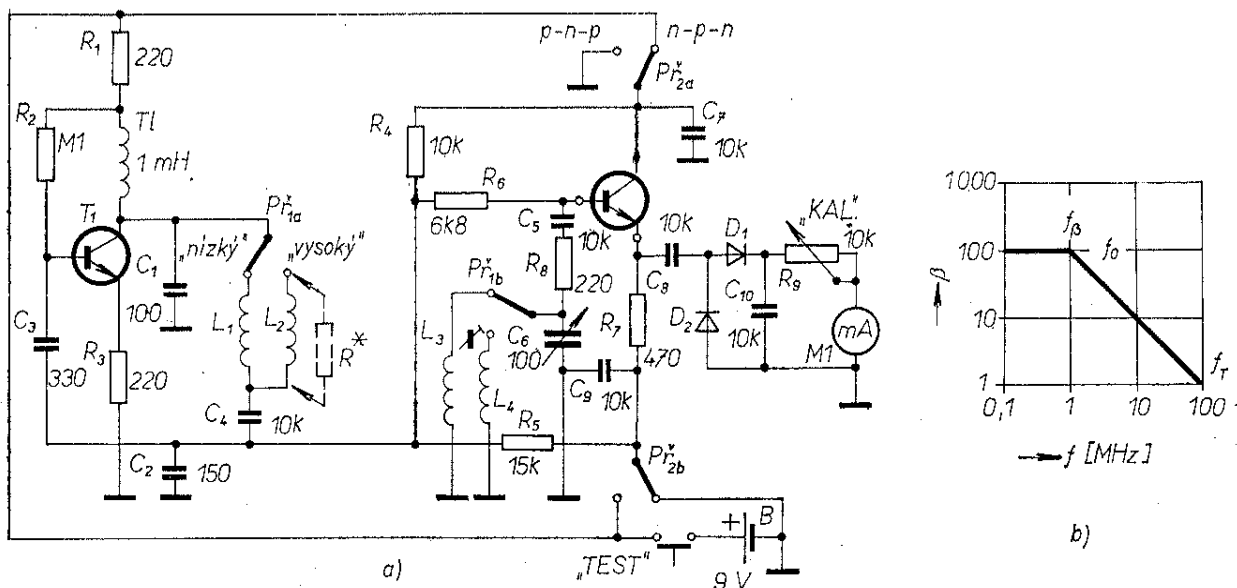 R₁
220
R₂
M1
Tl
1 mH
T₁
C₁
100
Př₁ₐ
„nízký"
„vysoký"
L₁
L₂
R*
C₃
330
R₃
220
C₄
10k
C₂
150
p-n-p
n-p-n
Př₂ₐ
R₄
10k
C₇
10k
R₆
6k8
C₅
10k
R₈
220
Př₁b
C₆
100
L₃
L₄
C₉
10k
R₅
15k
R₇
470
C₈
10k
D₁
D₂
C₁₀
10k
„KAL."
10k
R₉
mA
M1
Př₂b
„TEST"
+
B
9 V
a)
1000
100
10
1
β
f_β
f₀
f_T
0,1
1
10
100
f [MHz]
b)